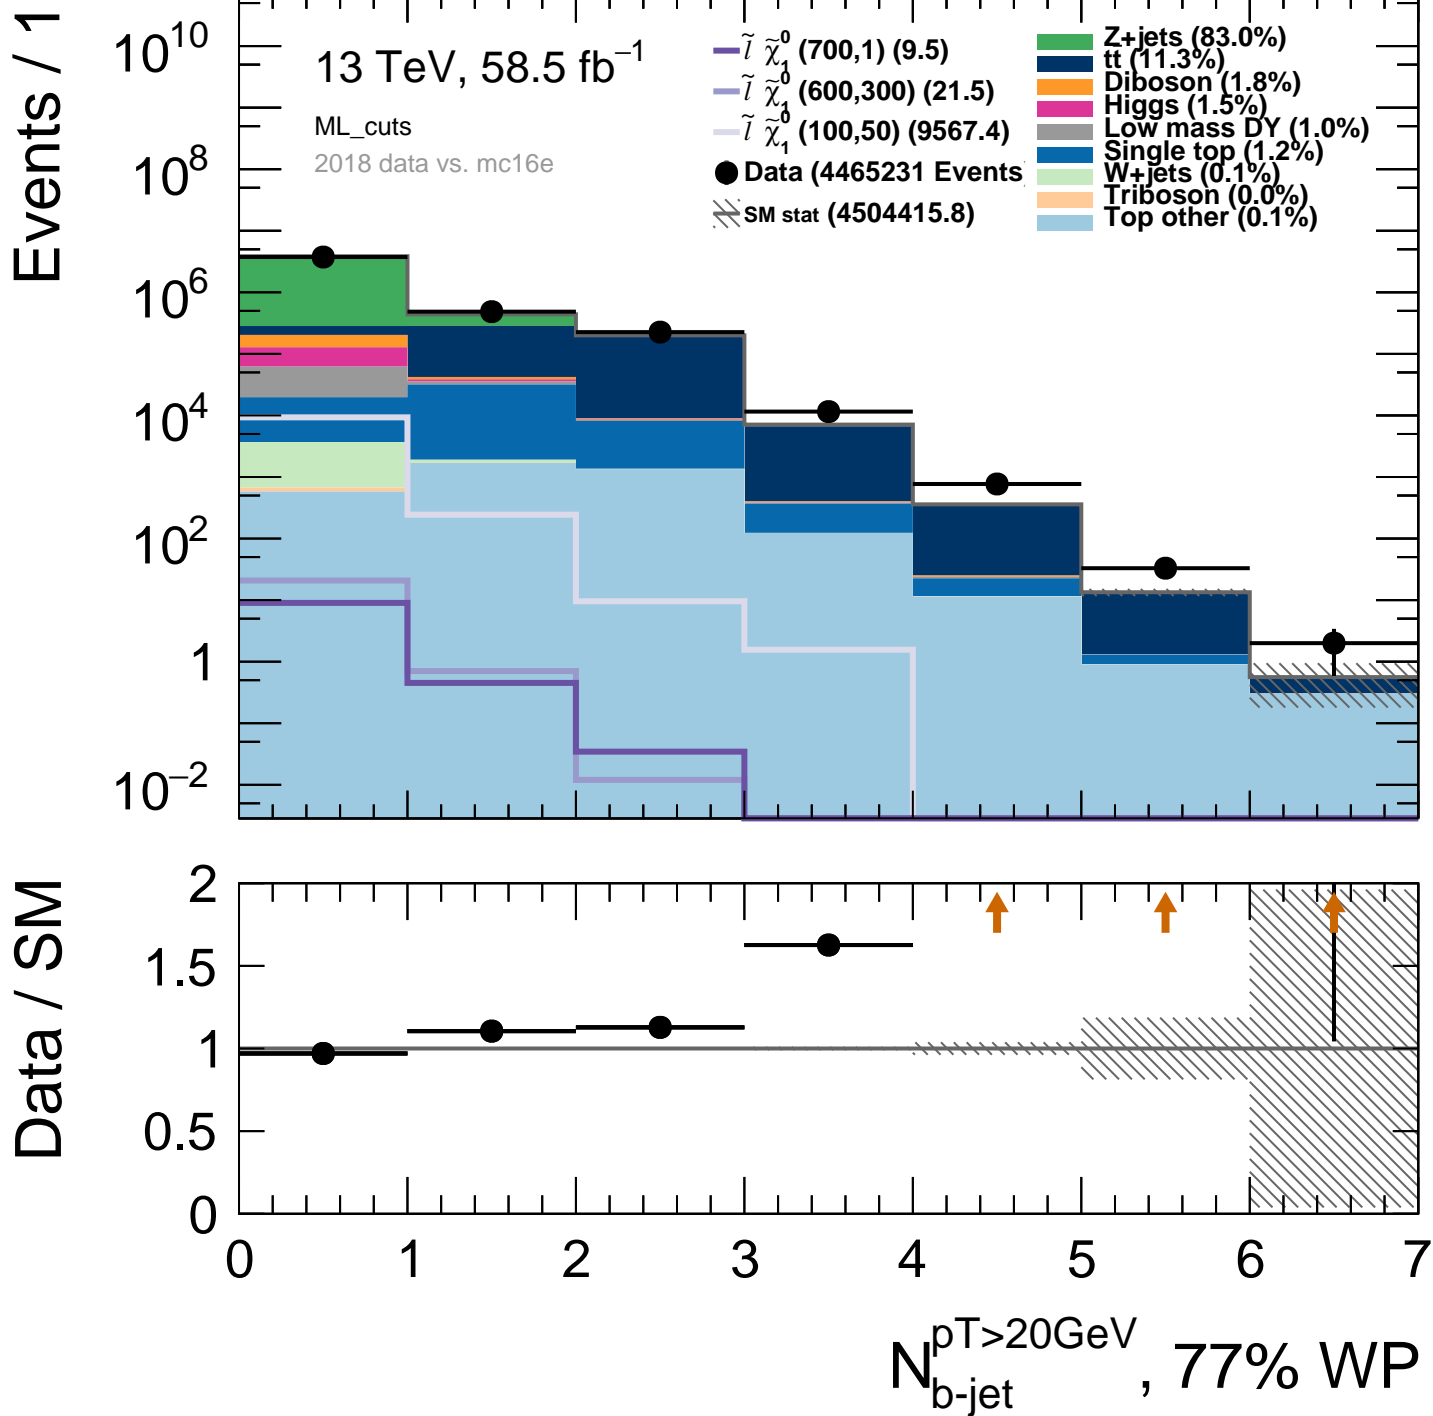 Events / 1
10^10
10^8
10^6
10^4
10^2
1
10^−2
13 TeV, 58.5 fb^−1
ML_cuts
2018 data vs. mc16e
l̃ χ̃₁⁰ (700,1) (9.5)
l̃ χ̃₁⁰ (600,300) (21.5)
l̃ χ̃₁⁰ (100,50) (9567.4)
Data (4465231 Events)
SM stat (4504415.8)
Z+jets (83.0%)
tt (11.3%)
Diboson (1.8%)
Higgs (1.5%)
Low mass DY (1.0%)
Single top (1.2%)
W+jets (0.1%)
Triboson (0.0%)
Top other (0.1%)
Data / SM
2
1.5
1
0.5
0
0 1 2 3 4 5 6 7
N_b-jet^pT>20GeV, 77% WP